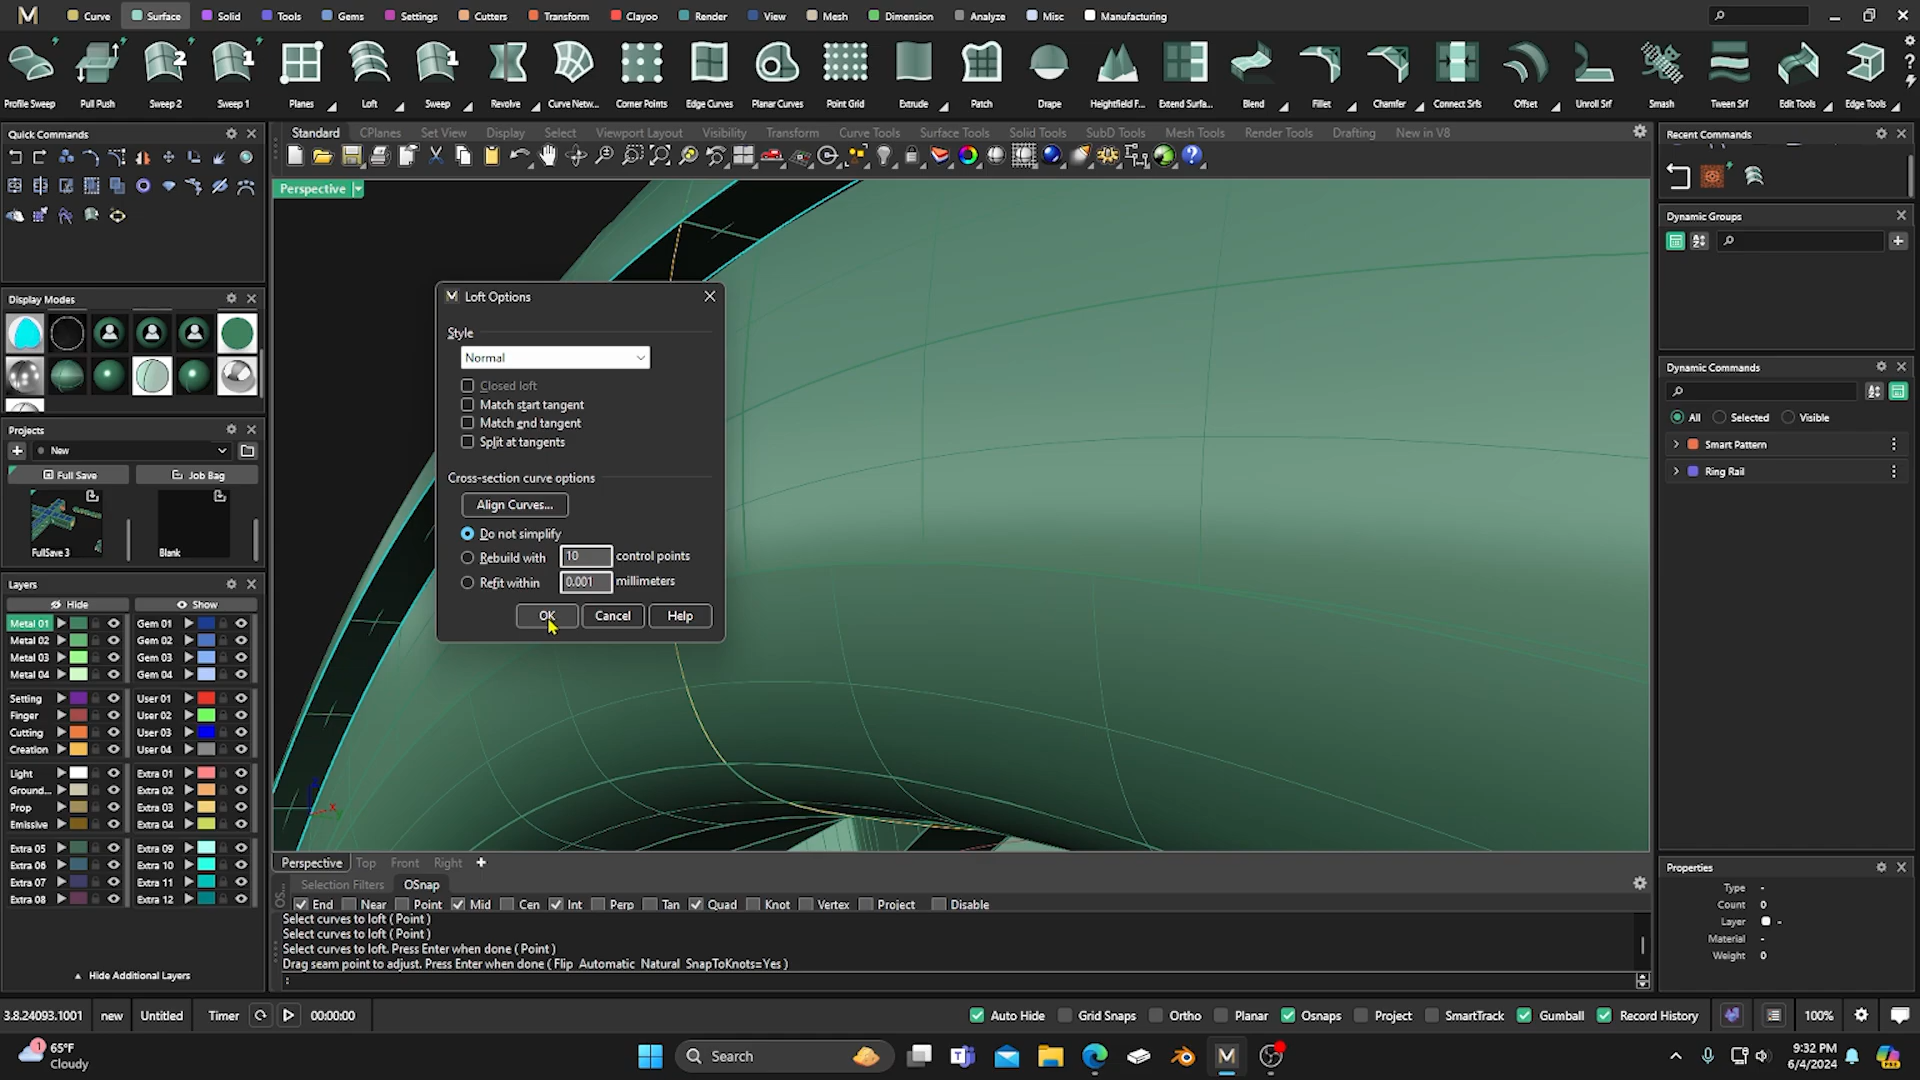 Curve Surface Solid Tools Gems Settings Cutters Transform Clayoo Render View Mesh Dimension Analyze Misc Manufacturing
Profile Sweep Pull Push Sweep 2 Sweep 1 Planes Loft Sweep Revolve Curve Netw... Corner Points Edge Curves Planar Curves Point Grid Extrude Patch Drape Heightfield F... Extend Surfa... Blend Fillet Chamfer Connect Srfs Offset Unroll Srf Smash Tween Srf Edit Tools Edge Tools
Quick Commands
Standard CPlanes Set View Display Select Viewport Layout Visibility Transform Curve Tools Surface Tools Solid Tools SubD Tools Mesh Tools Render Tools Drafting New in V8
Recent Commands
Perspective
Dynamic Groups
Display Modes
Loft Options
Style
Normal
Closed loft
Match start tangent
Match end tangent
Split at tangents
Cross-section curve options
Align Curves...
Do not simplify
Rebuild with 10 control points
Refit within 0.001 millimeters
OK Cancel Help
Dynamic Commands
All Selected Visible
Smart Pattern
Ring Rail
Projects
New
Full Save Job Bag
FullSave 3 Blank
Layers
Hide Show
Metal 01 Gem 01
Metal 02 Gem 02
Metal 03 Gem 03
Metal 04 Gem 04
Setting User 01
Finger User 02
Cutting User 03
Creation User 04
Light Extra 01
Ground... Extra 02
Prop Extra 03
Emissive Extra 04
Extra 05 Extra 09
Extra 06 Extra 10
Extra 07 Extra 11
Extra 08 Extra 12
Hide Additional Layers
Perspective Top Front Right
Selection Filters OSnap
End Near Point Mid Cen Int Perp Tan Quad Knot Vertex Project Disable
Select curves to loft ( Point )
Select curves to loft ( Point )
Select curves to loft. Press Enter when done ( Point )
Drag seam point to adjust. Press Enter when done ( Flip Automatic Natural SnapToKnots=Yes )
:
Properties
Type -
Count 0
Layer -
Material -
Weight 0
3.8.24093.1001 new Untitled Timer 00:00:00 Auto Hide Grid Snaps Ortho Planar Osnaps Project SmartTrack Gumball Record History 100%
65°F
Cloudy
Search
9:32 PM
6/4/2024